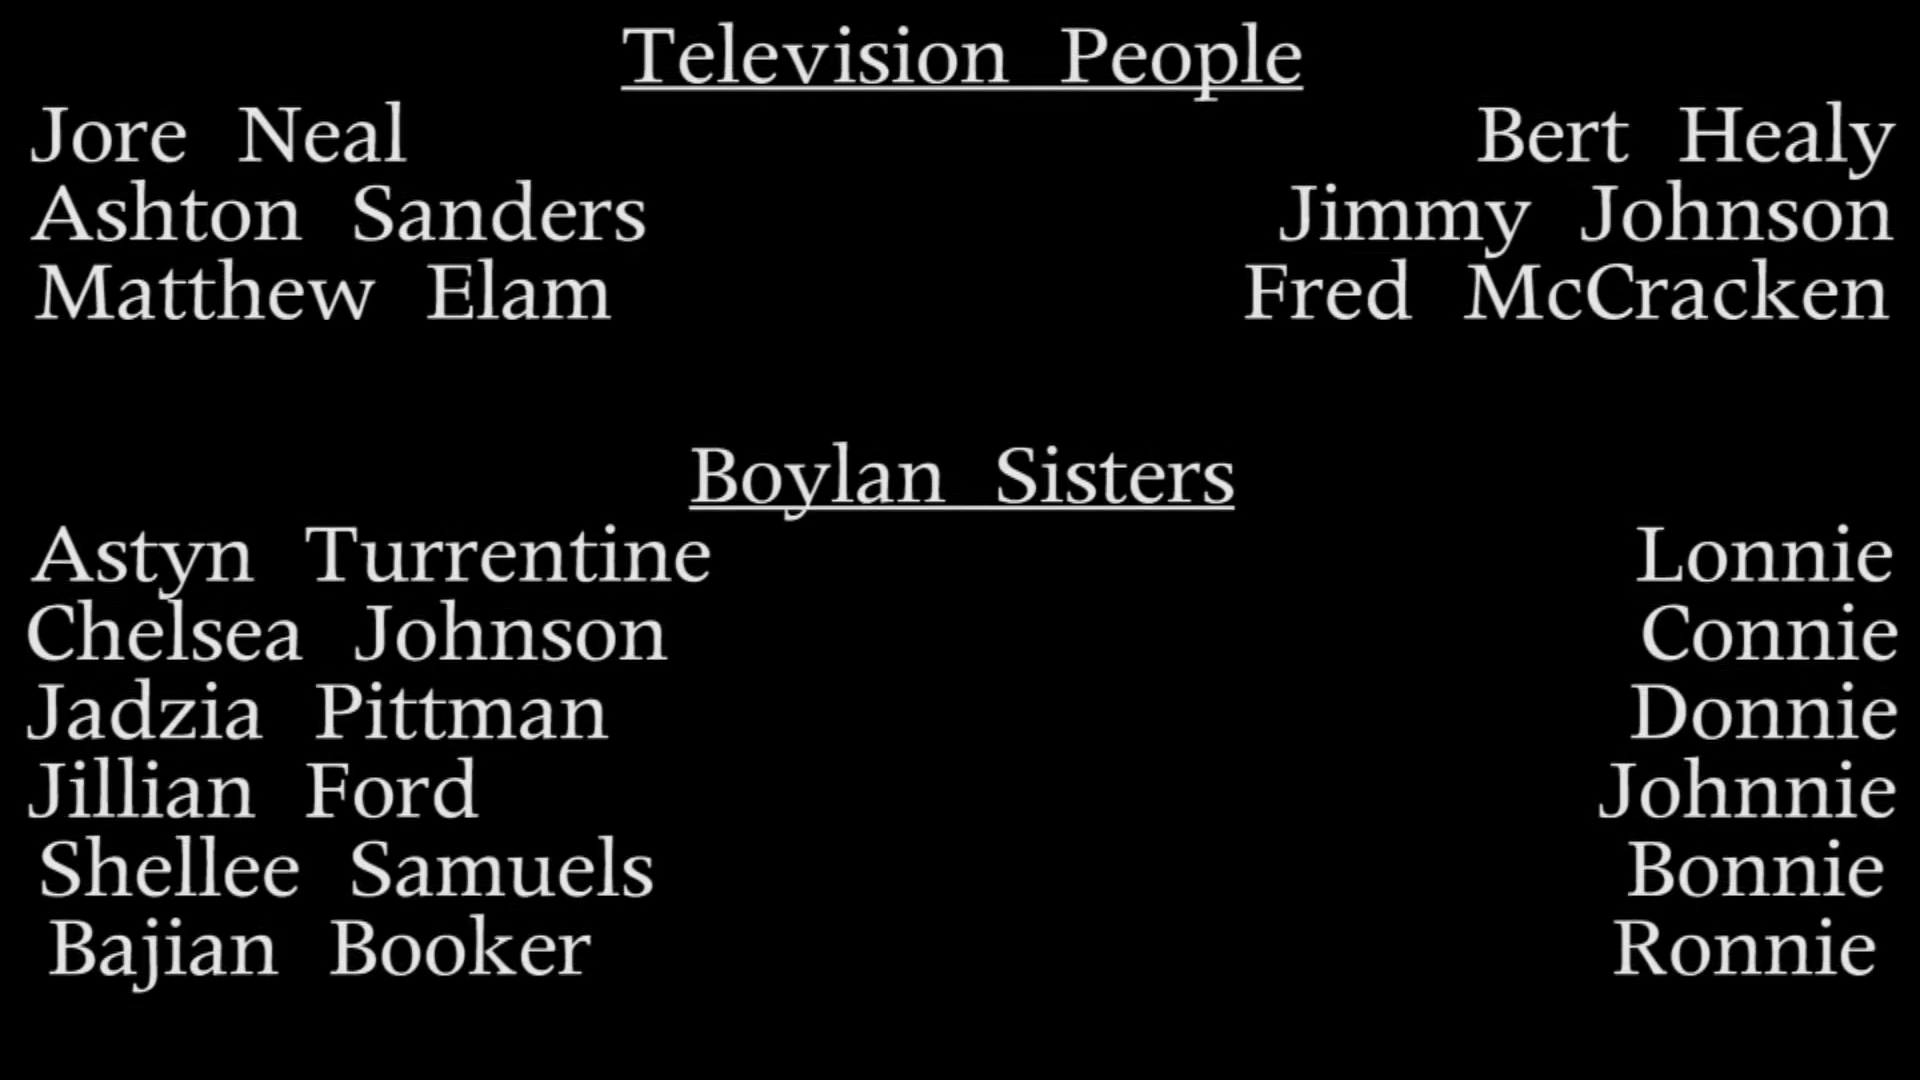 Television People
Jore Neal Bert Healy
Ashton Sanders Jimmy Johnson
Matthew Elam Fred McCracken
Boylan Sisters
Astyn Turrentine Lonnie
Chelsea Johnson Connie
Jadzia Pittman Donnie
Jillian Ford Johnnie
Shellee Samuels Bonnie
Bajian Booker Ronnie